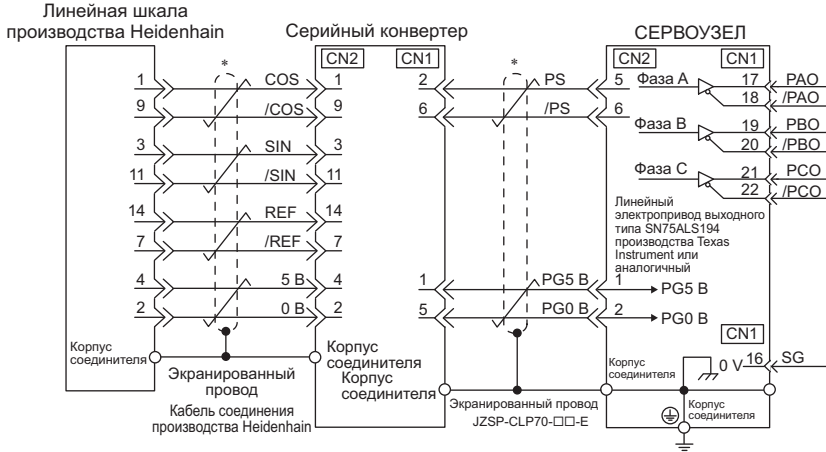 Линейная шкала
производства Heidenhain
Серийный конвертер
СЕРВОУЗЕЛ
CN2 CN1
CN2 CN1
* *
1 COS 1 2 PS 5 Фаза A 17 PAO
18 /PAO
9 /COS 9 6 /PS 6
Фаза B 19 PBO
20 /PBO
3 SIN 3
11 /SIN 11
Фаза C 21 PCO
22 /PCO
14 REF 14
7 /REF 7
Линейный
электропривод выходного
типа SN75ALS194
производства Texas
Instrument или
аналогичный
4 5 В 4 1 PG5 В 1 PG5 В
2 0 В 2 5 PG0 В 2 PG0 В
CN1
0 V 16 SG
Корпус
соединителя
Экранированный
провод
Кабель соединения
производства Heidenhain
Корпус
соединителя
Корпус
соединителя
Экранированный провод
JZSP-CLP70-□□-E
Корпус
соединителя
Корпус
соединителя